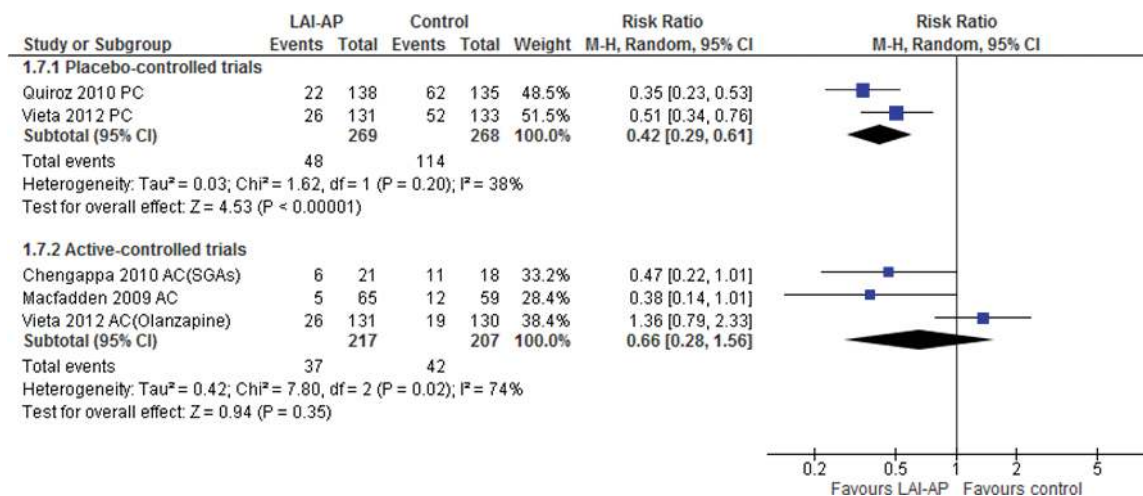 LAI-AP Control Risk Ratio Risk Ratio
Study or Subgroup Events Total Events Total Weight M-H, Random, 95% CI M-H, Random, 95% CI
1.7.1 Placebo-controlled trials
Quiroz 2010 PC 22 138 62 135 48.5% 0.35 [0.23, 0.53]
Vieta 2012 PC 26 131 52 133 51.5% 0.51 [0.34, 0.76]
Subtotal (95% CI) 269 268 100.0% 0.42 [0.29, 0.61]
Total events 48 114
Heterogeneity: Tau² = 0.03; Chi² = 1.62, df = 1 (P = 0.20); I² = 38%
Test for overall effect: Z = 4.53 (P < 0.00001)
1.7.2 Active-controlled trials
Chengappa 2010 AC(SGAs) 6 21 11 18 33.2% 0.47 [0.22, 1.01]
Macfadden 2009 AC 5 65 12 59 28.4% 0.38 [0.14, 1.01]
Vieta 2012 AC(Olanzapine) 26 131 19 130 38.4% 1.36 [0.79, 2.33]
Subtotal (95% CI) 217 207 100.0% 0.66 [0.28, 1.56]
Total events 37 42
Heterogeneity: Tau² = 0.42; Chi² = 7.80, df = 2 (P = 0.02); I² = 74%
Test for overall effect: Z = 0.94 (P = 0.35)
0.2 0.5 1 2 5
Favours LAI-AP Favours control